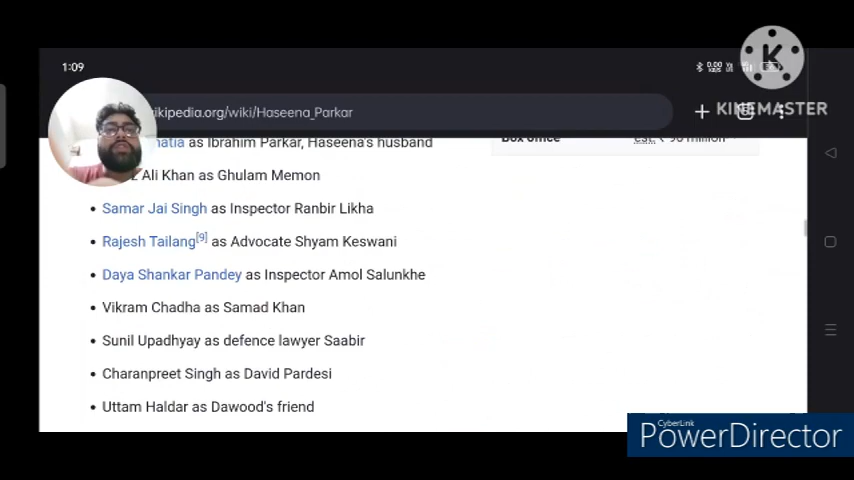 1:09
KINEMASTER
ikipedia.org/wiki/Haseena_Parkar
natia as Ibrahim Parkar, Haseena's husband
Box office
Ali Khan as Ghulam Memon
• Samar Jai Singh as Inspector Ranbir Likha
• Rajesh Tailang[9] as Advocate Shyam Keswani
• Daya Shankar Pandey as Inspector Amol Salunkhe
• Vikram Chadha as Samad Khan
• Sunil Upadhyay as defence lawyer Saabir
• Charanpreet Singh as David Pardesi
• Uttam Haldar as Dawood's friend
CyberLink
PowerDirector